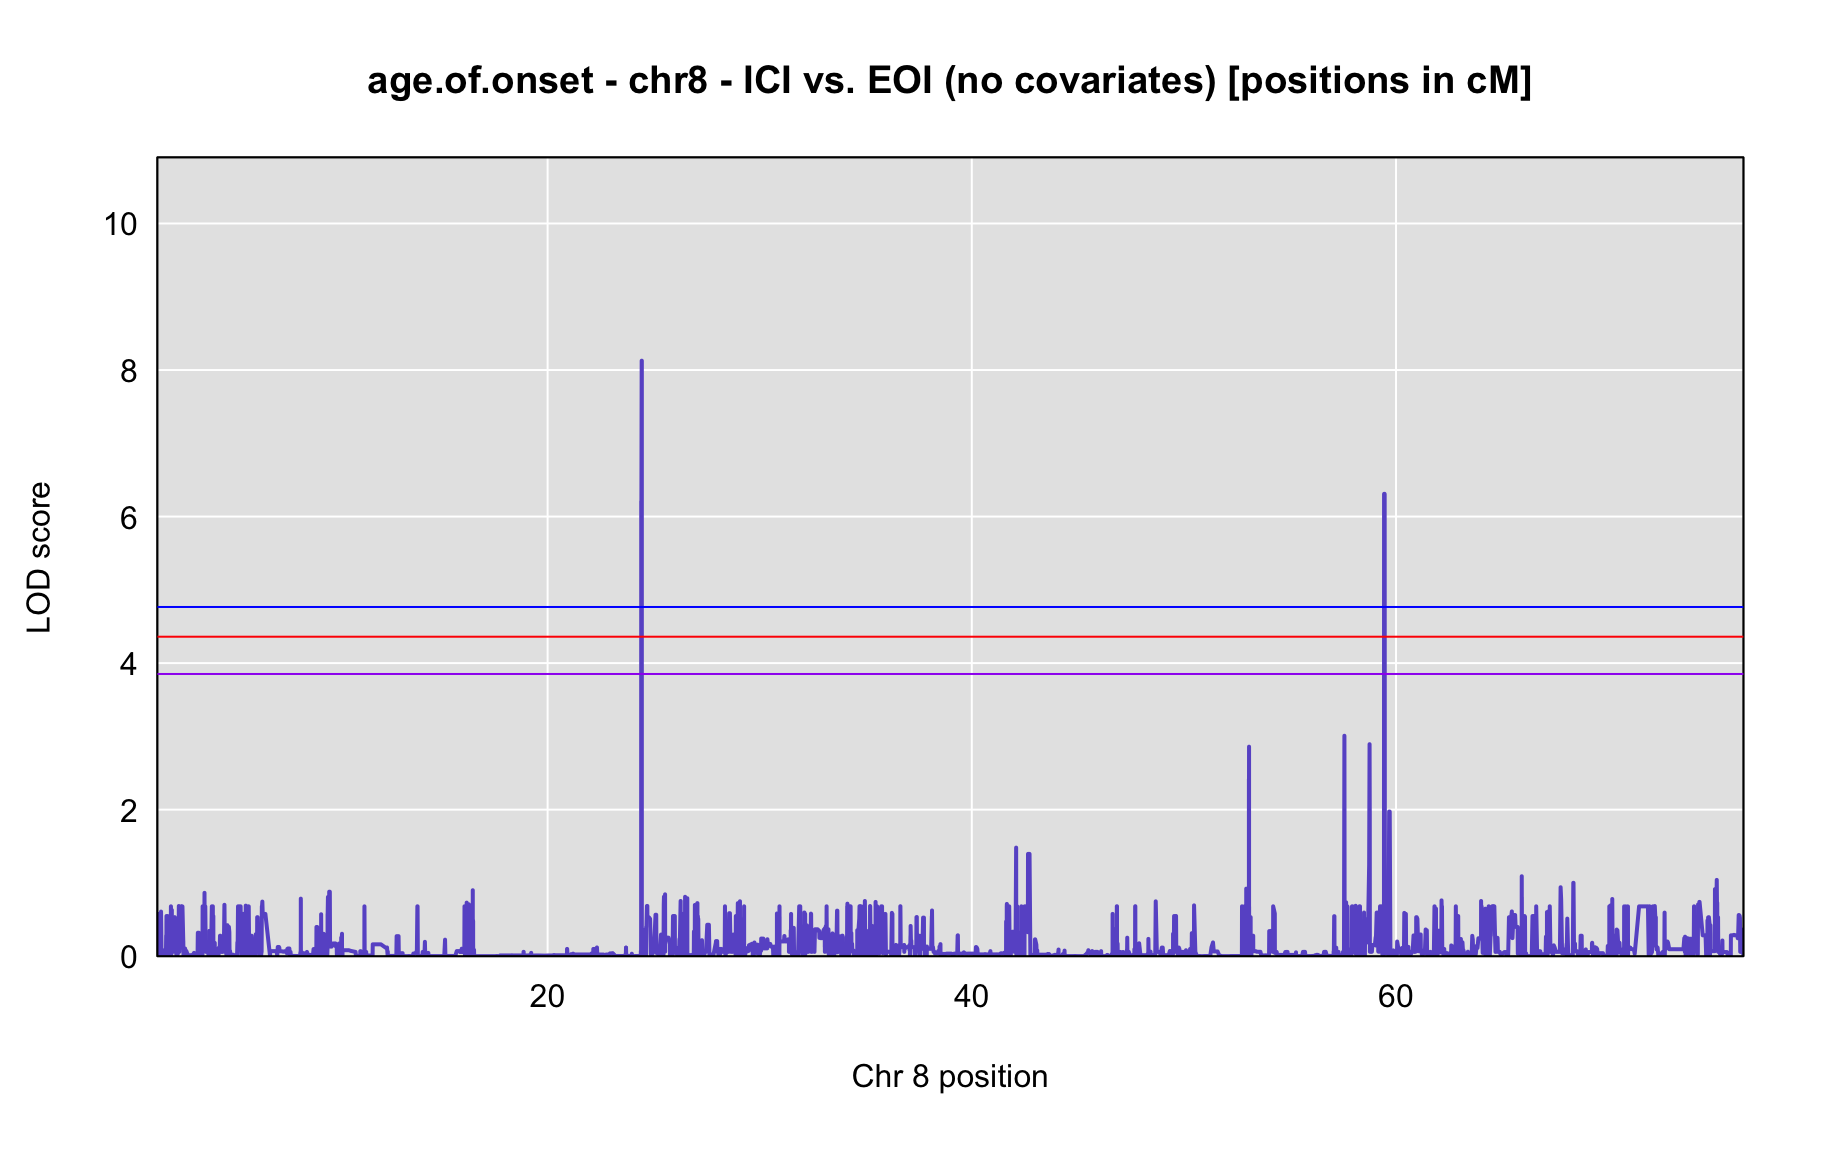 age.of.onset - chr8 - ICI vs. EOI (no covariates) [positions in cM]
10
8
6
4
2
0
LOD score
20 40 60
Chr 8 position